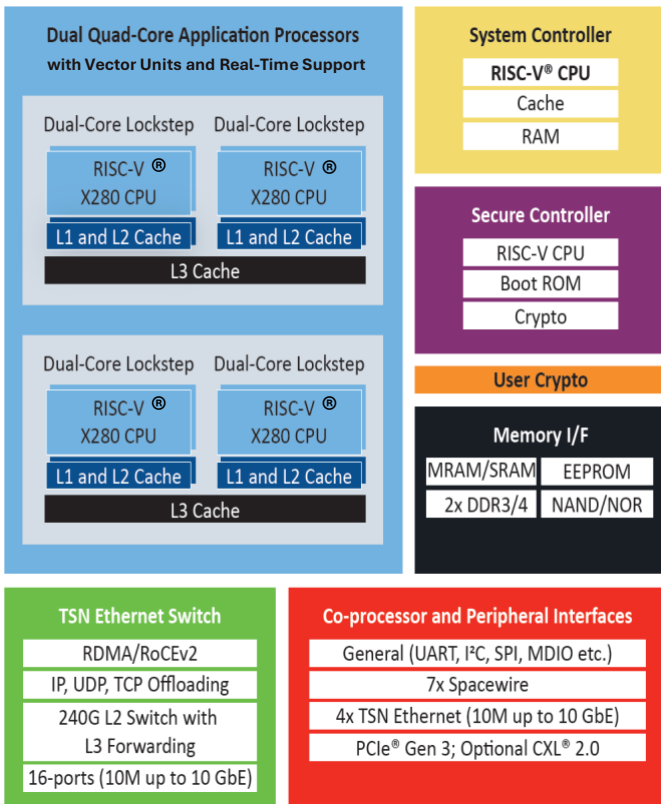 Dual Quad-Core Application Processors
with Vector Units and Real-Time Support
Dual-Core Lockstep
RISC-V ®
X280 CPU
L1 and L2 Cache
Dual-Core Lockstep
RISC-V ®
X280 CPU
L1 and L2 Cache
L3 Cache
Dual-Core Lockstep
RISC-V ®
X280 CPU
L1 and L2 Cache
Dual-Core Lockstep
RISC-V ®
X280 CPU
L1 and L2 Cache
L3 Cache
System Controller
RISC-V® CPU
Cache
RAM
Secure Controller
RISC-V CPU
Boot ROM
Crypto
User Crypto
Memory I/F
MRAM/SRAM
EEPROM
2x DDR3/4
NAND/NOR
TSN Ethernet Switch
RDMA/RoCEv2
IP, UDP, TCP Offloading
240G L2 Switch with
L3 Forwarding
16-ports (10M up to 10 GbE)
Co-processor and Peripheral Interfaces
General (UART, I²C, SPI, MDIO etc.)
7x Spacewire
4x TSN Ethernet (10M up to 10 GbE)
PCIe® Gen 3; Optional CXL® 2.0